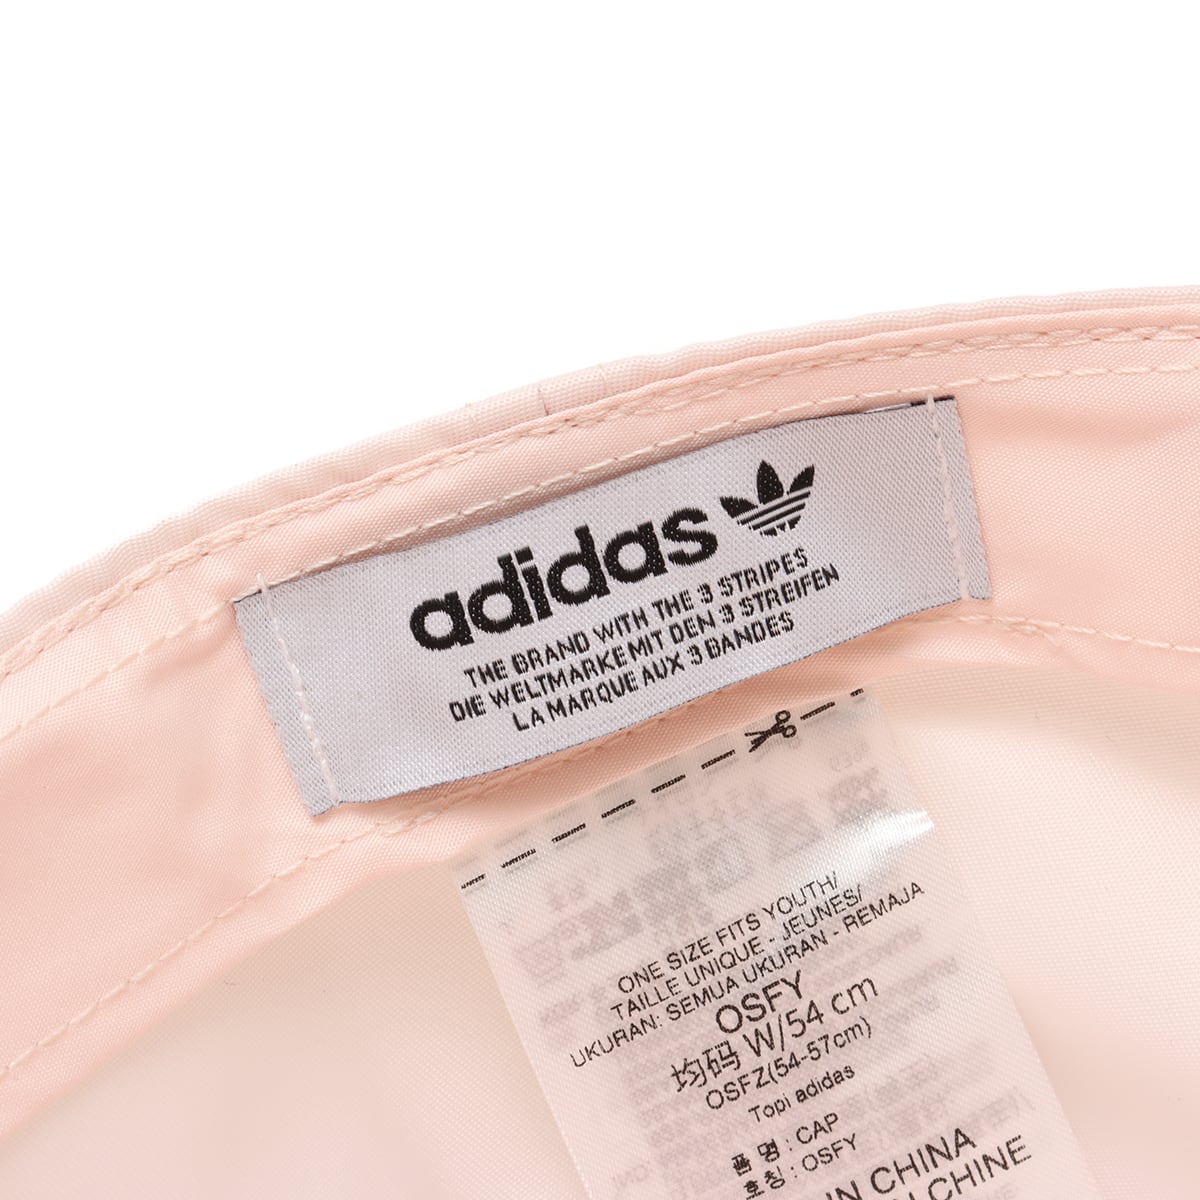 adidas
THE BRAND WITH THE 3 STRIPES
DIE WELTMARKE MIT DEN 3 STREIFEN
LA MARQUE AUX 3 BANDES
ONE SIZE FITS YOUTH/
TAILLE UNIQUE - JEUNES/
UKURAN: SEMUA UKURAN - REMAJA
OSFY
均码 W/54 cm
OSFZ(54-57cm)
Topi adidas
품 명 : CAP
호칭 : OSFY
IN CHINA
CHINE